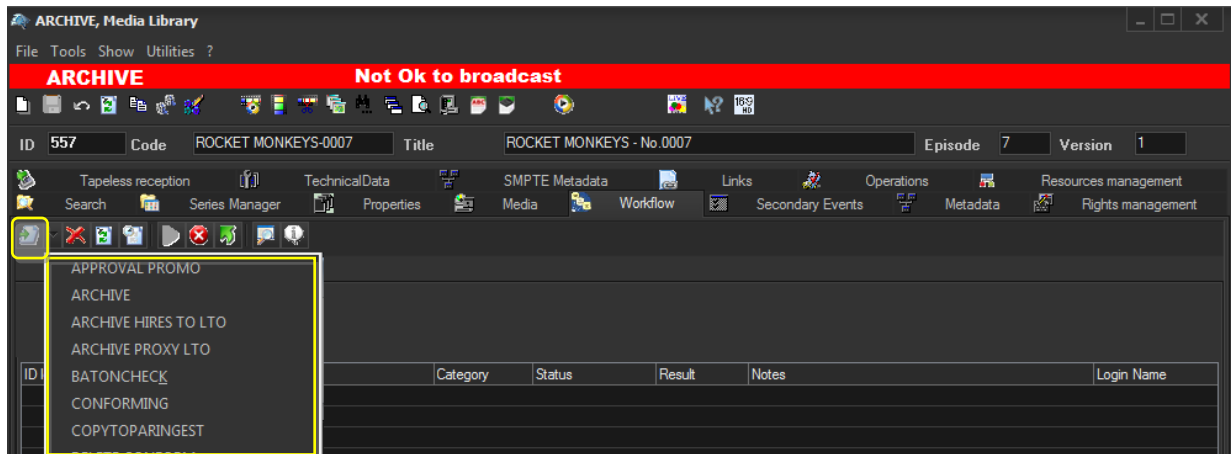 ARCHIVE, Media Library
File Tools Show Utilities ?
ARCHIVE Not Ok to broadcast
ID 557 Code ROCKET MONKEYS-0007 Title ROCKET MONKEYS - No.0007 Episode 7 Version 1
Tapeless reception TechnicalData SMPTE Metadata Links Operations Resources management
Search Series Manager Properties Media Workflow Secondary Events Metadata Rights management
APPROVAL PROMO
ARCHIVE
ARCHIVE HIRES TO LTO
ARCHIVE PROXY LTO
ID Category Status Result Notes Login Name
BATONCHECK
CONFORMING
COPYTOPARINGEST